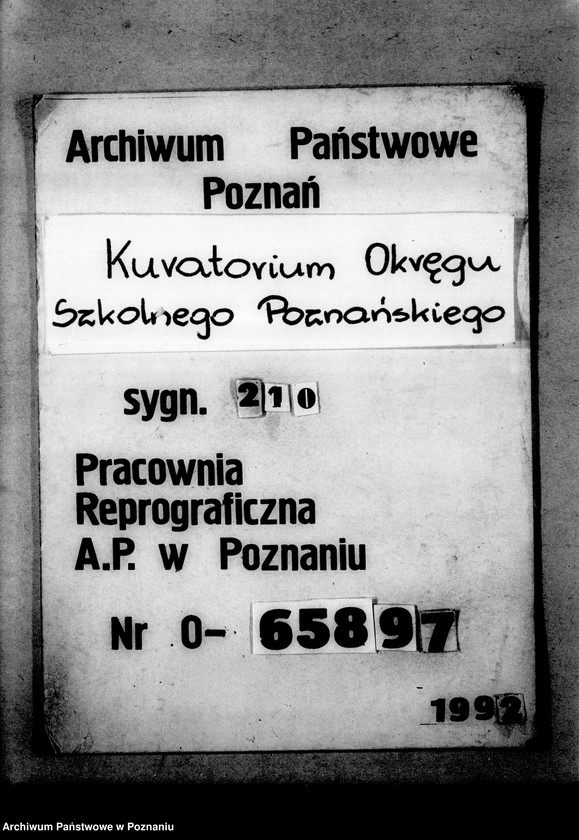 Archiwum Państwowe
Poznań
Kuratorium Okręgu
Szkolnego Poznańskiego
sygn. 210
Pracownia
Reprograficzna
A.P. w Poznaniu
Nr 0- 65897
1992
Archiwum Państwowe w Poznaniu